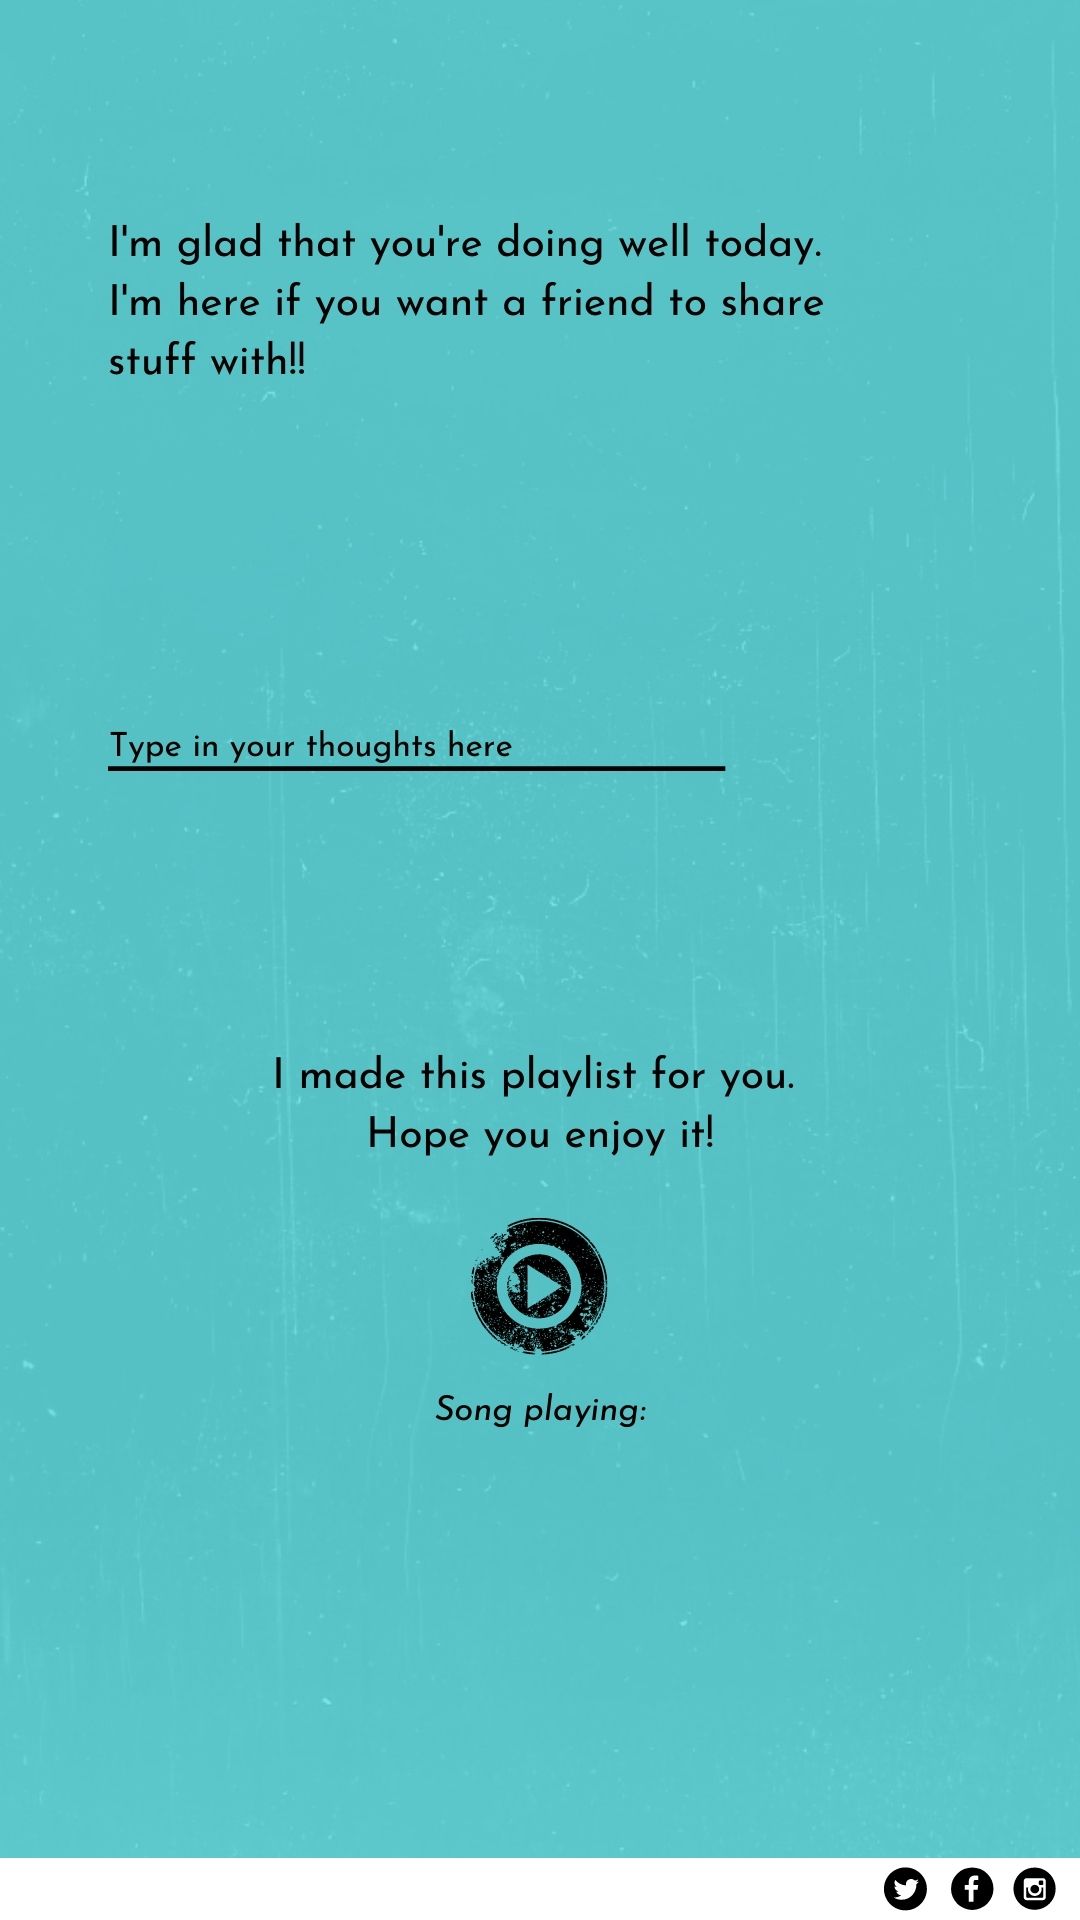 I'm glad that you're doing well today.
I'm here if you want a friend to share
stuff with!!
Type in your thoughts here
I made this playlist for you.
Hope you enjoy it!
Song playing: